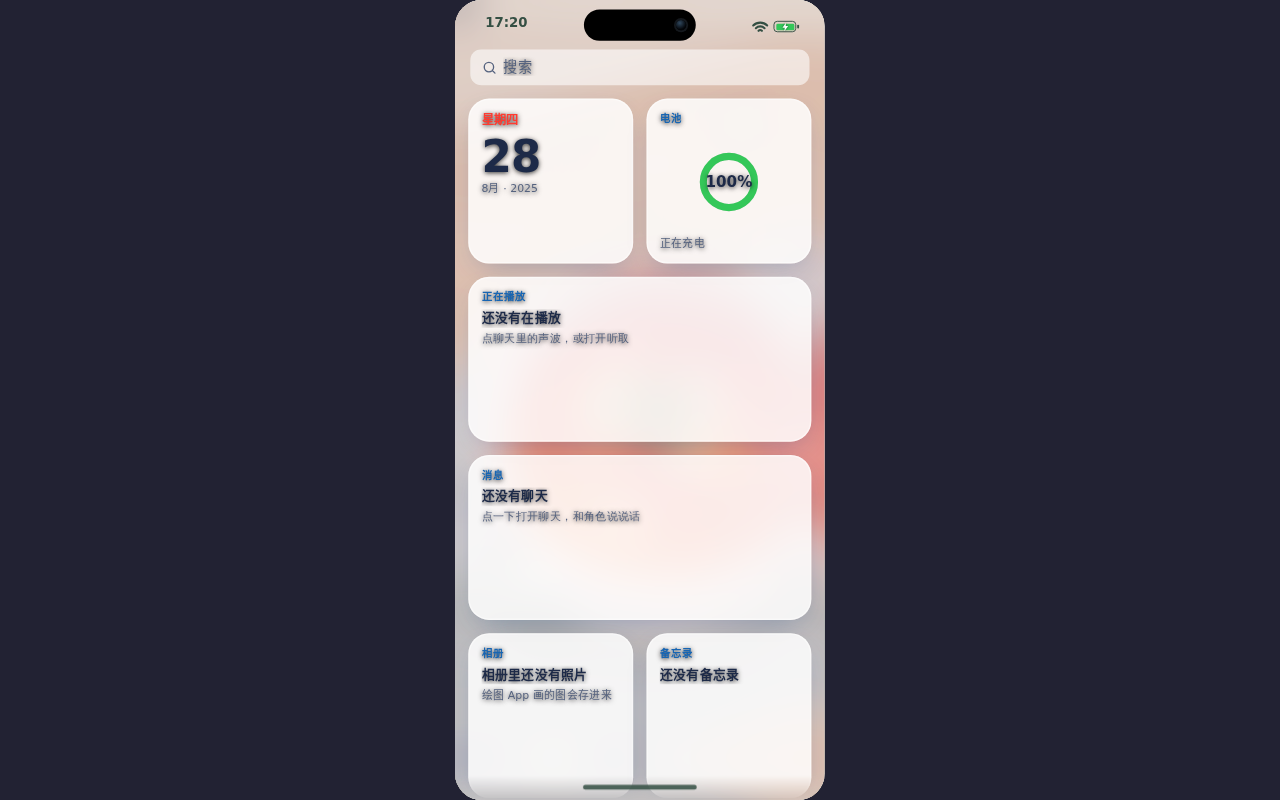 17:20
搜索
星期四
28
8月 · 2025
电池
100%
正在充电
正在播放
还没有在播放
点聊天里的声波，或打开听取
消息
还没有聊天
点一下打开聊天，和角色说说话
相册
相册里还没有照片
绘图 App 画的图会存进来
备忘录
还没有备忘录